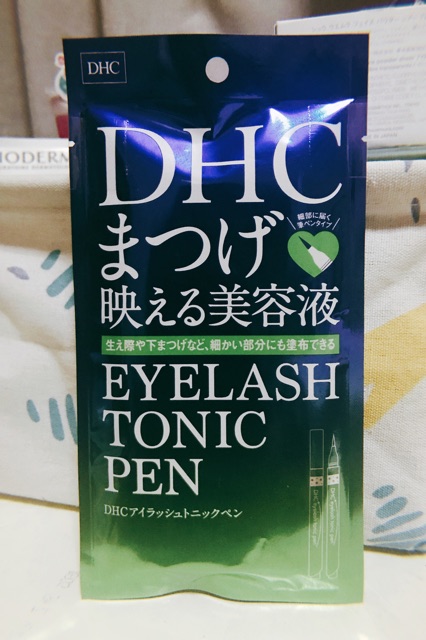 DHC
DHC
まつげ
細部に届く
筆ペンタイプ
映える美容液
生え際や下まつげなど、細かい部分にも塗布できる
EYELASH
TONIC
PEN
DHCアイラッシュトニックペン